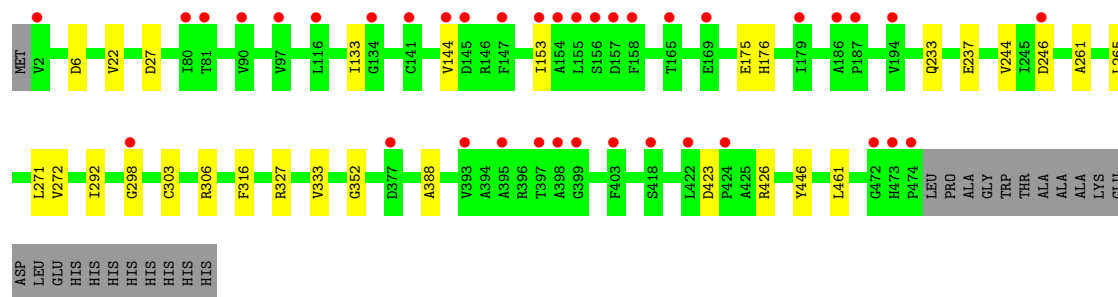 MET V2 D6 V22 D27 I80 T81 V90 V97 L116 I133 G134 C141 V144 D145 R146 F147 I153 A154 L155 S156 D157 F158 T165 E169 E175 H176 I179 A186 P187 V194 Q233 E237 V244 I245 D246 A261 L265
L271 V272 I292 G298 C303 R306 F316 R327 V333 G352 D377 A388 V393 A394 A395 R396 T397 A398 G399 F403 S418 L422 D423 P424 A425 R426 Y446 L461 G472 H473 P474 LEU PRO ALA GLY TRP THR ALA ALA ALA LYS GLU
ASP LEU GLU HIS HIS HIS HIS HIS HIS HIS HIS